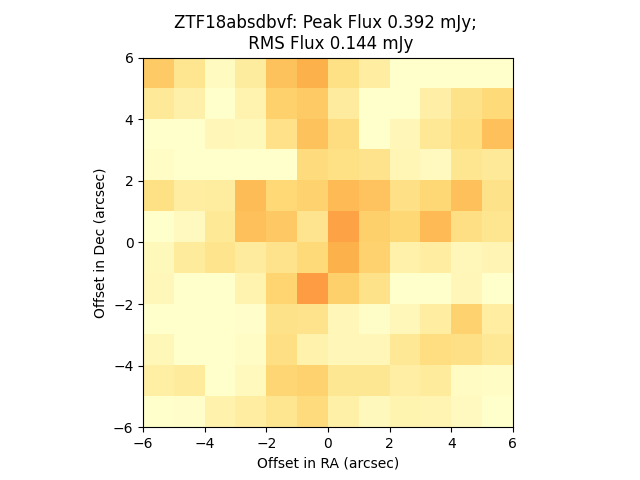 ZTF18absdbvf: Peak Flux 0.392 mJy;
RMS Flux 0.144 mJy
6
4
2
0
−2
−4
−6
Offset in Dec (arcsec)
−6 −4 −2 0 2 4 6
Offset in RA (arcsec)